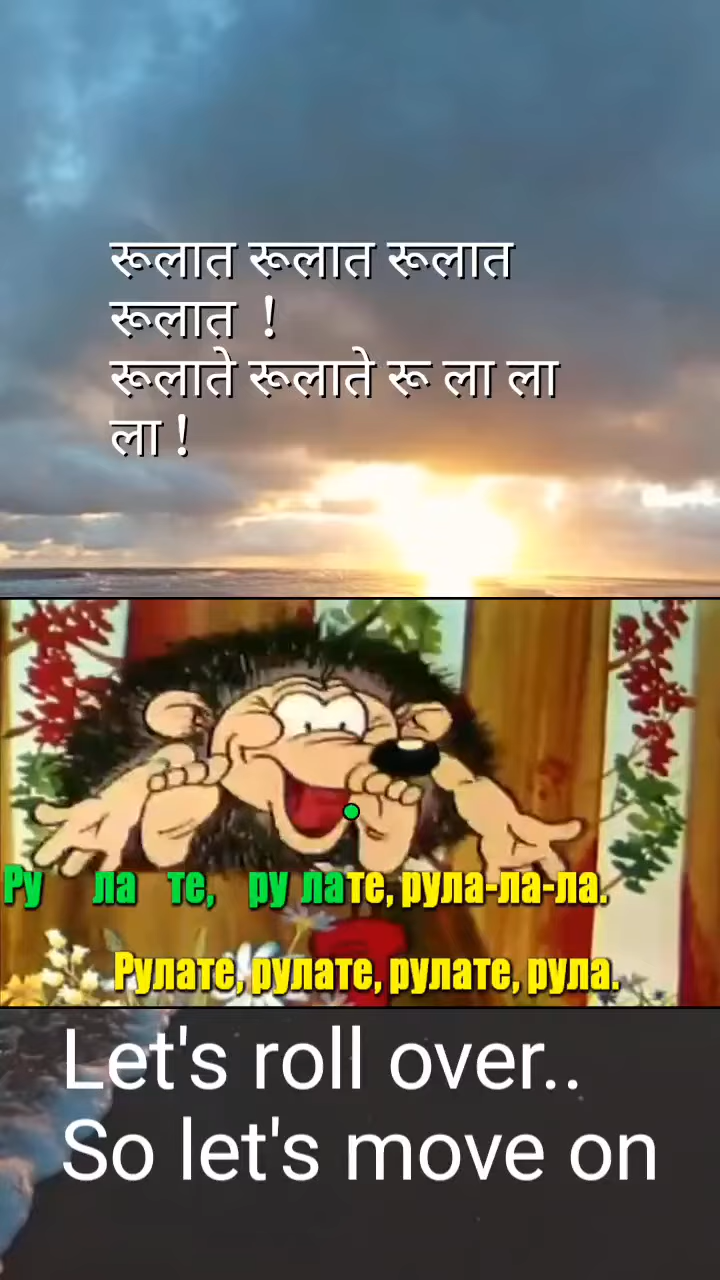 रूलात रूलात रूलात
रूलात !
रूलाते रूलाते रू ला ला
ला !
Ру ла те, ру лате, рула-ла-ла.
Рулате, рулате, рулате, рула.
Let's roll over..
So let's move on